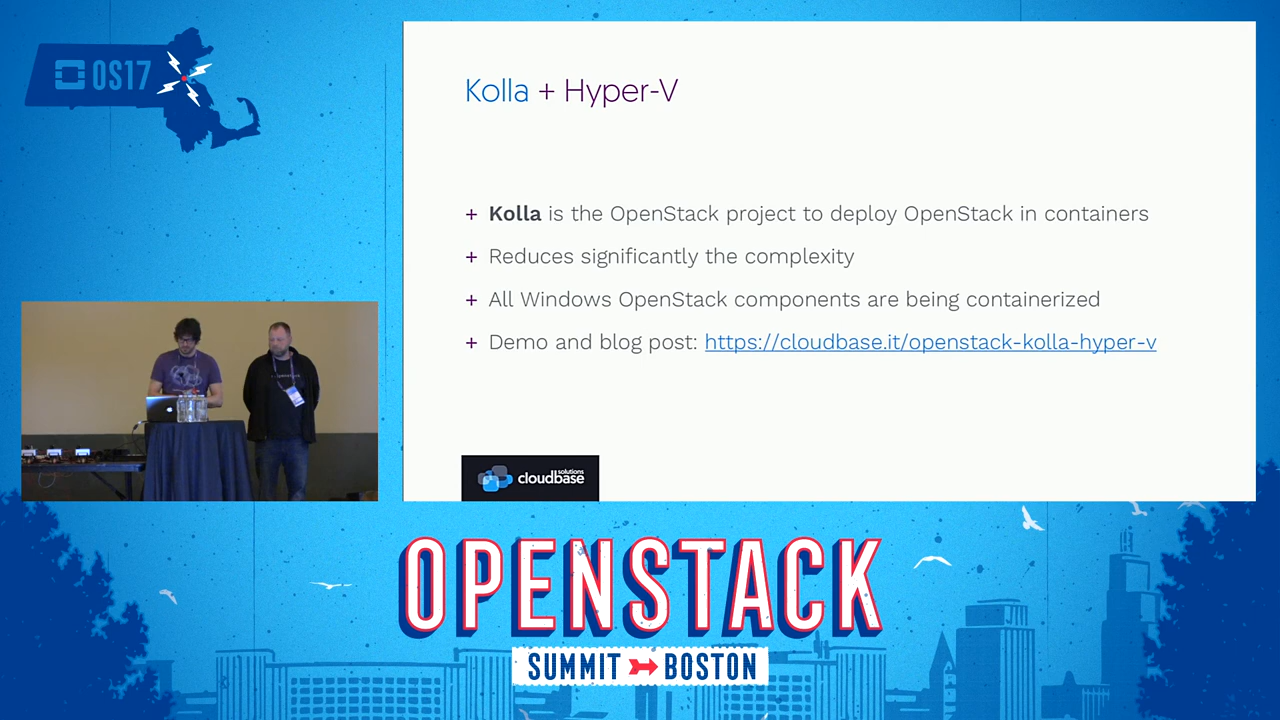 OS17
Kolla + Hyper-V
+ Kolla is the OpenStack project to deploy OpenStack in containers
+ Reduces significantly the complexity
+ All Windows OpenStack components are being containerized
+ Demo and blog post: https://cloudbase.it/openstack-kolla-hyper-v
cloudbase
solutions
OPENSTACK
SUMMIT BOSTON